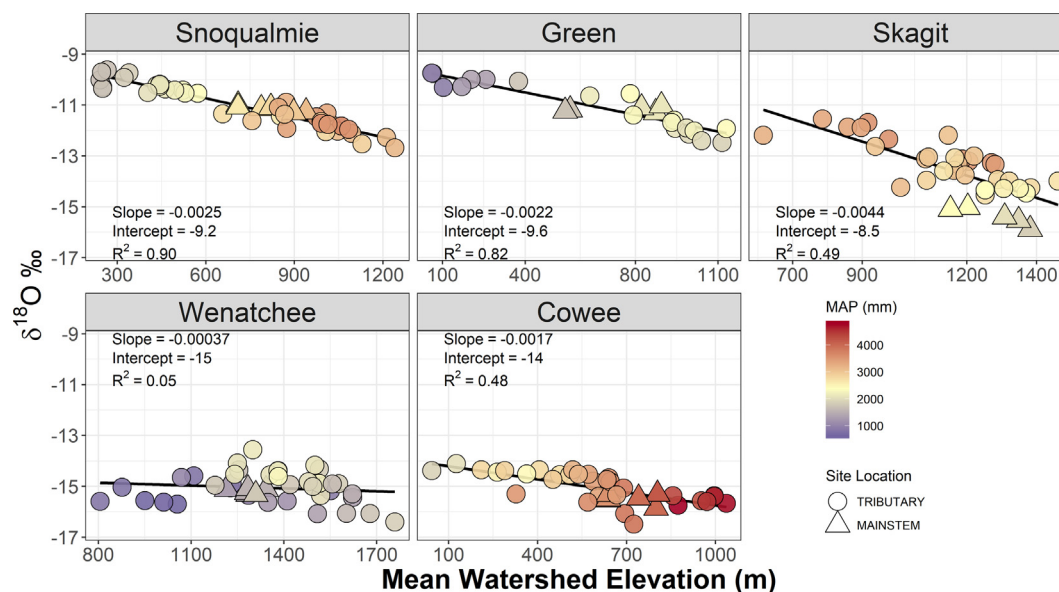 Snoqualmie
Green
Skagit
-9
-11
-13
-15
-17
Slope = -0.0025
Intercept = -9.2
R² = 0.90
Slope = -0.0022
Intercept = -9.6
R² = 0.82
Slope = -0.0044
Intercept = -8.5
R² = 0.49
300 600 900 1200
100 400 800 1100
700 900 1200 1400
δ¹⁸O ‰
Wenatchee
Cowee
-9
-11
-13
-15
-17
Slope = -0.00037
Intercept = -15
R² = 0.05
Slope = -0.0017
Intercept = -14
R² = 0.48
800 1100 1400 1700
100 400 700 1000
Mean Watershed Elevation (m)
MAP (mm)
4000
3000
2000
1000
Site Location
TRIBUTARY
MAINSTEM